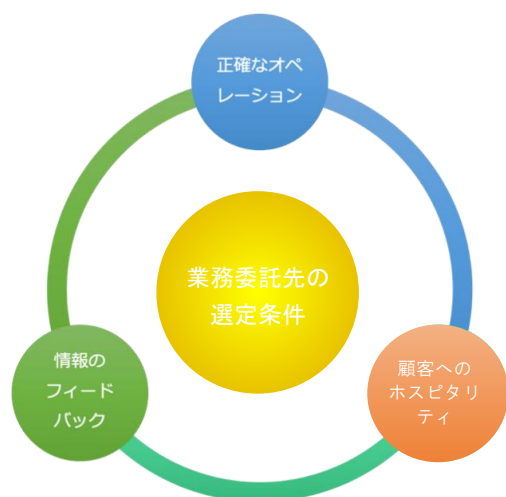 正確なオペ
レーション
業務委託先の
選定条件
情報の
フィード
バック
顧客への
ホスピタリ
ティ